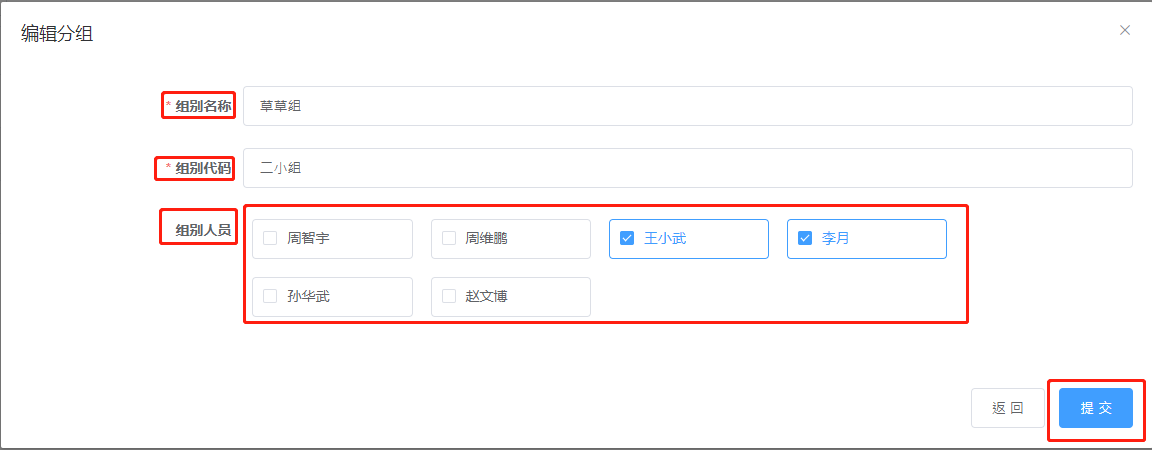 编辑分组
* 组别名称 草草组
* 组别代码 二小组
组别人员 周智宇 周维鹏 王小武 李月
孙华武 赵文博
返 回 提 交